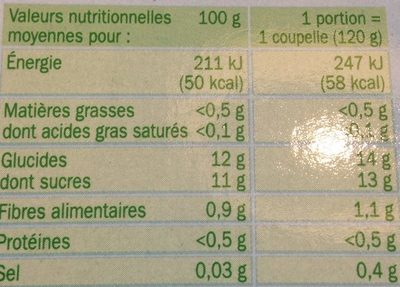 Valeurs nutritionnelles 100 g 1 portion =
moyennes pour : 1 coupelle (120 g)
Énergie 211 kJ 247 kJ
(50 kcal) (58 kcal)
Matières grasses <0,5 g <0,5 g
dont acides gras saturés <0,1 g 0,1 g
Glucides 12 g 14 g
dont sucres 11 g 13 g
Fibres alimentaires 0,9 g 1,1 g
Protéines <0,5 g <0,5 g
Sel 0,03 g 0,4 g